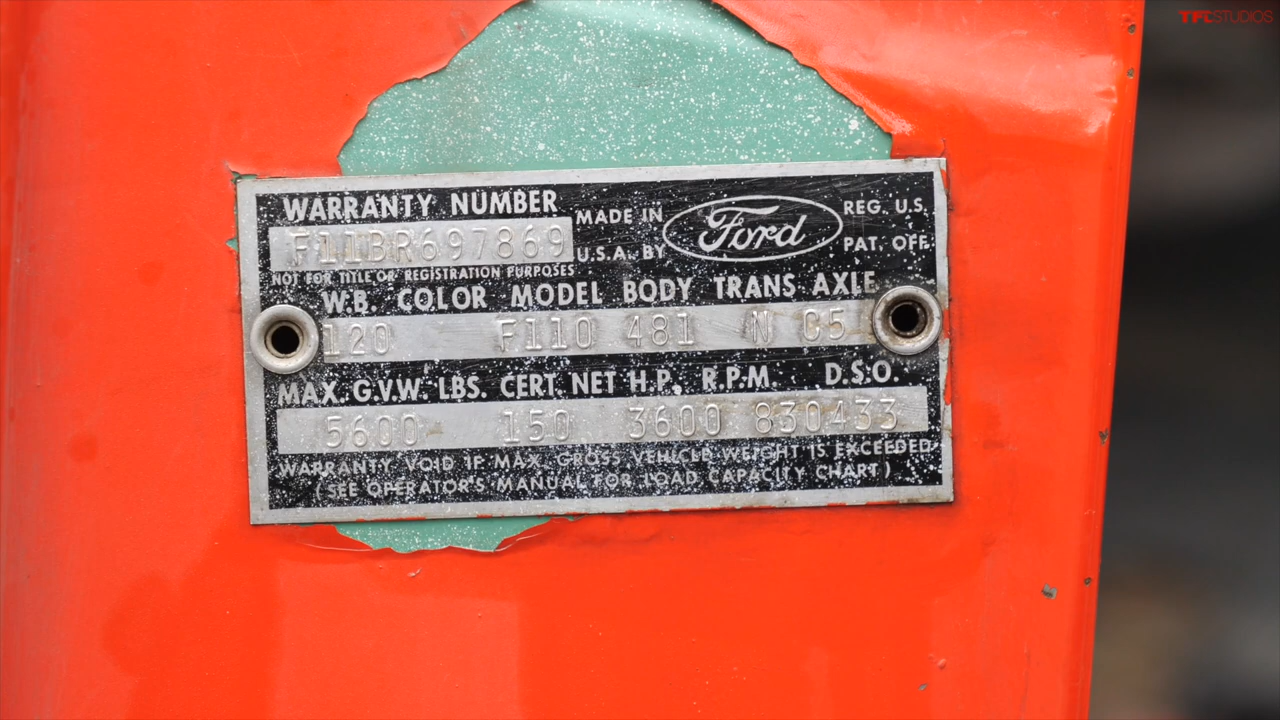 TFLSTUDIOS
WARRANTY NUMBER
MADE IN
Ford
REG. U.S.
F11BR697869
U.S.A. BY
PAT. OFF.
NOT FOR TITLE OR REGISTRATION PURPOSES
W.B. COLOR MODEL BODY TRANS AXLE
120 F110 481 N C5
MAX. G.V.W. LBS. CERT. NET H.P. R.P.M. D.S.O.
5600 150 3600 830433
WARRANTY VOID IF MAX. GROSS VEHICLE WEIGHT IS EXCEEDED
(SEE OPERATOR'S MANUAL FOR LOAD CAPACITY CHART)